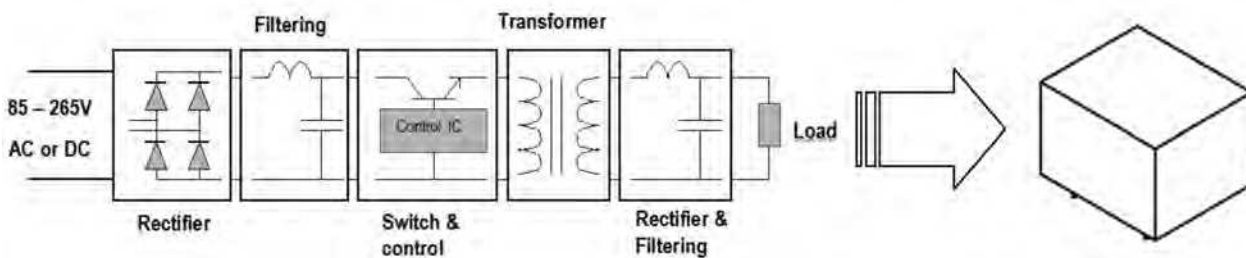 Filtering
Transformer
85 – 265V
AC or DC
Control IC
Load
Rectifier
Switch &
control
Rectifier &
Filtering